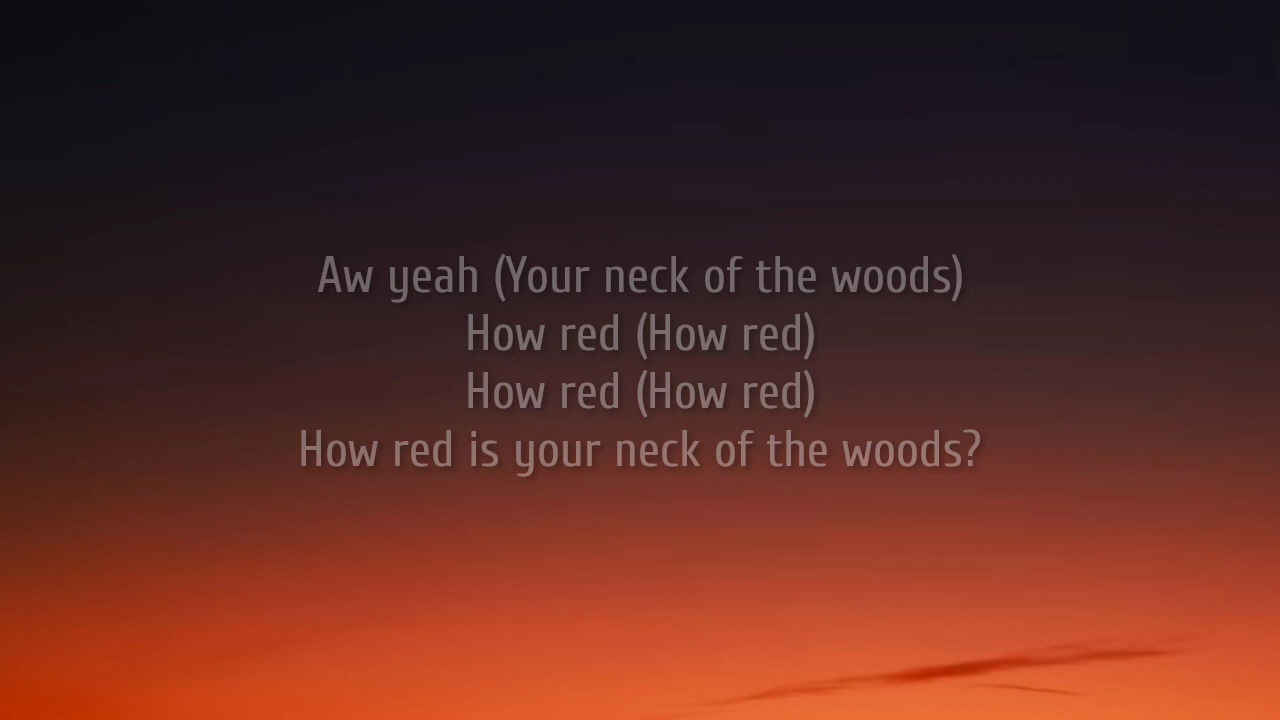 Aw yeah (Your neck of the woods)
How red (How red)
How red (How red)
How red is your neck of the woods?